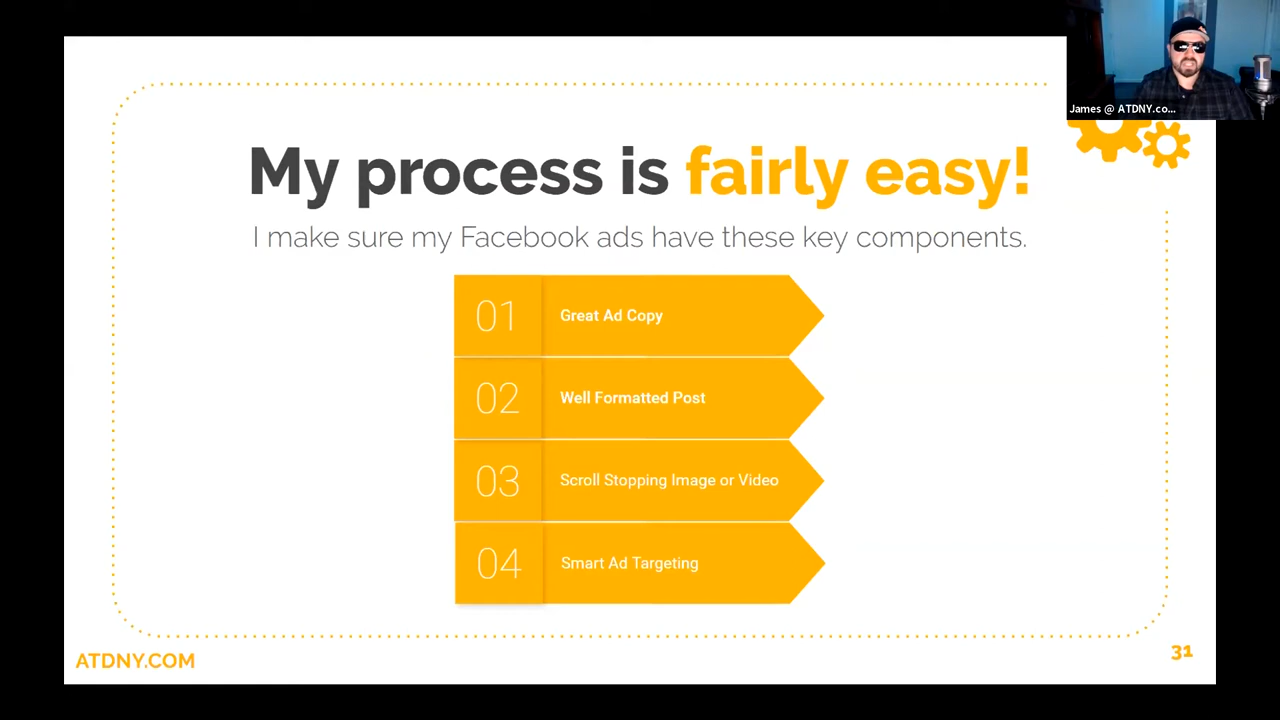 James @ ATDNY.co...
My process is fairly easy!
I make sure my Facebook ads have these key components.
01 Great Ad Copy
02 Well Formatted Post
03 Scroll Stopping Image or Video
04 Smart Ad Targeting
ATDNY.COM
31